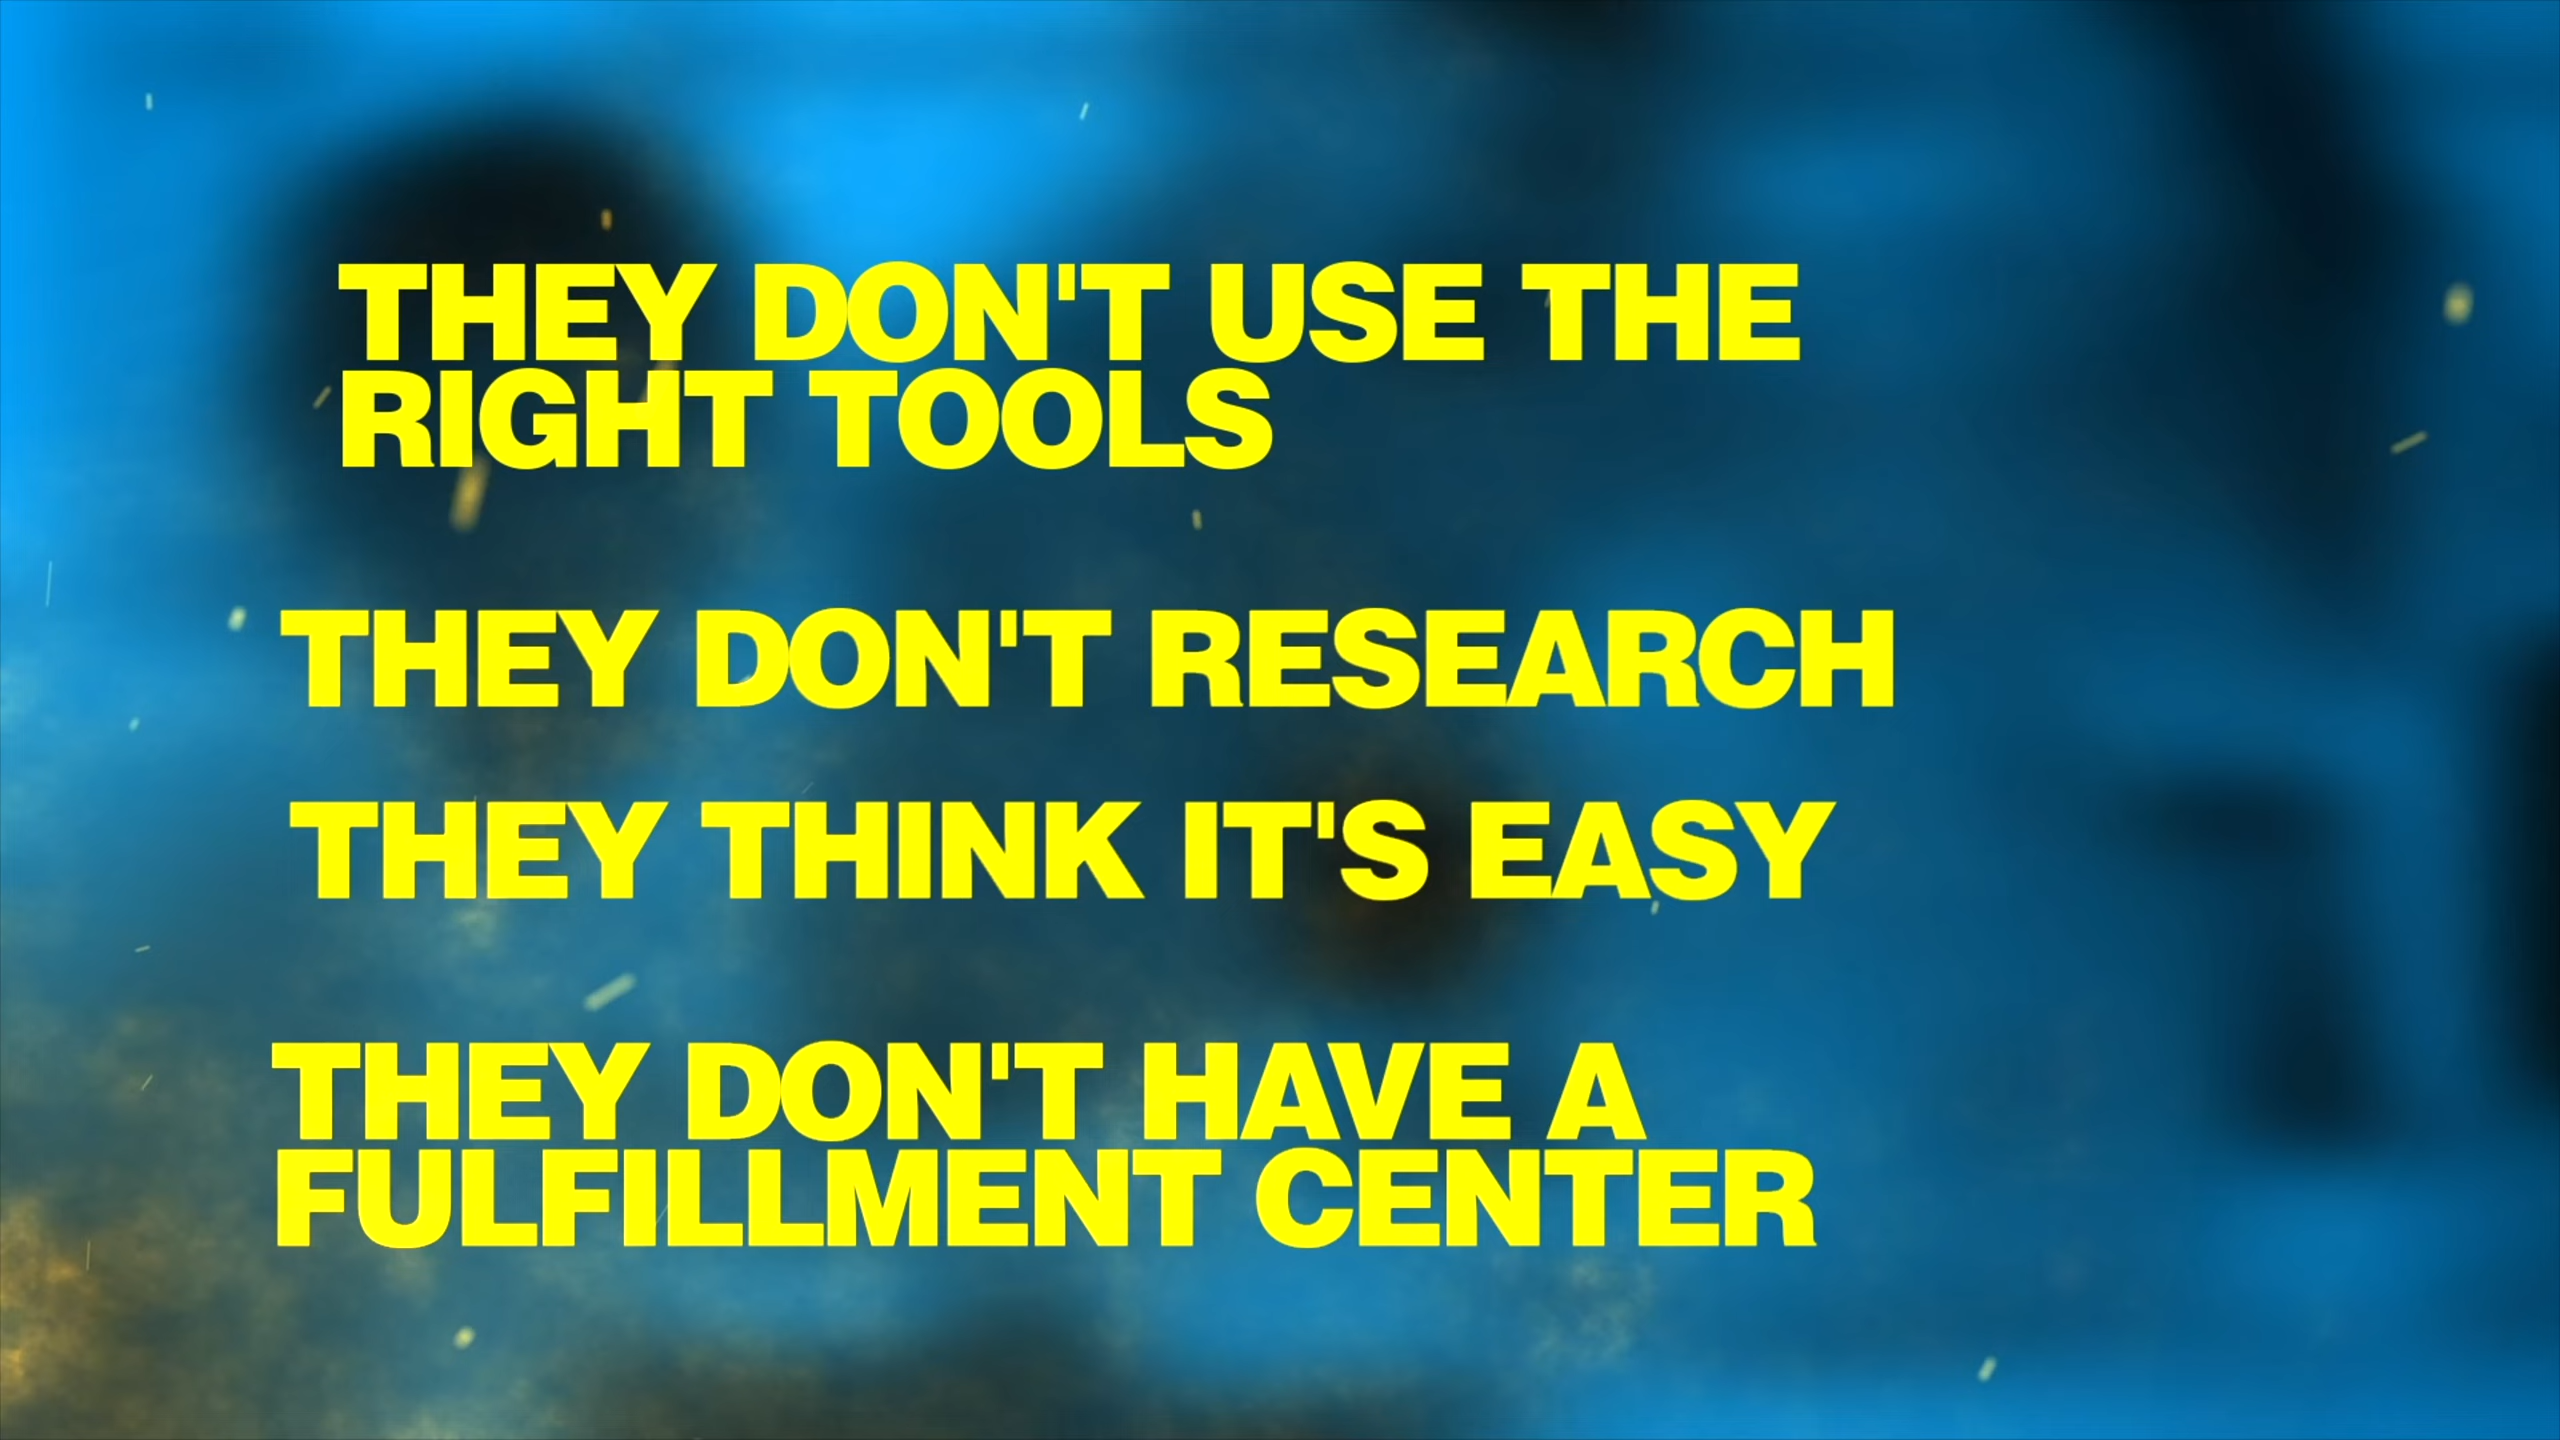 THEY DON'T USE THE
RIGHT TOOLS
THEY DON'T RESEARCH
THEY THINK IT'S EASY
THEY DON'T HAVE A
FULFILLMENT CENTER